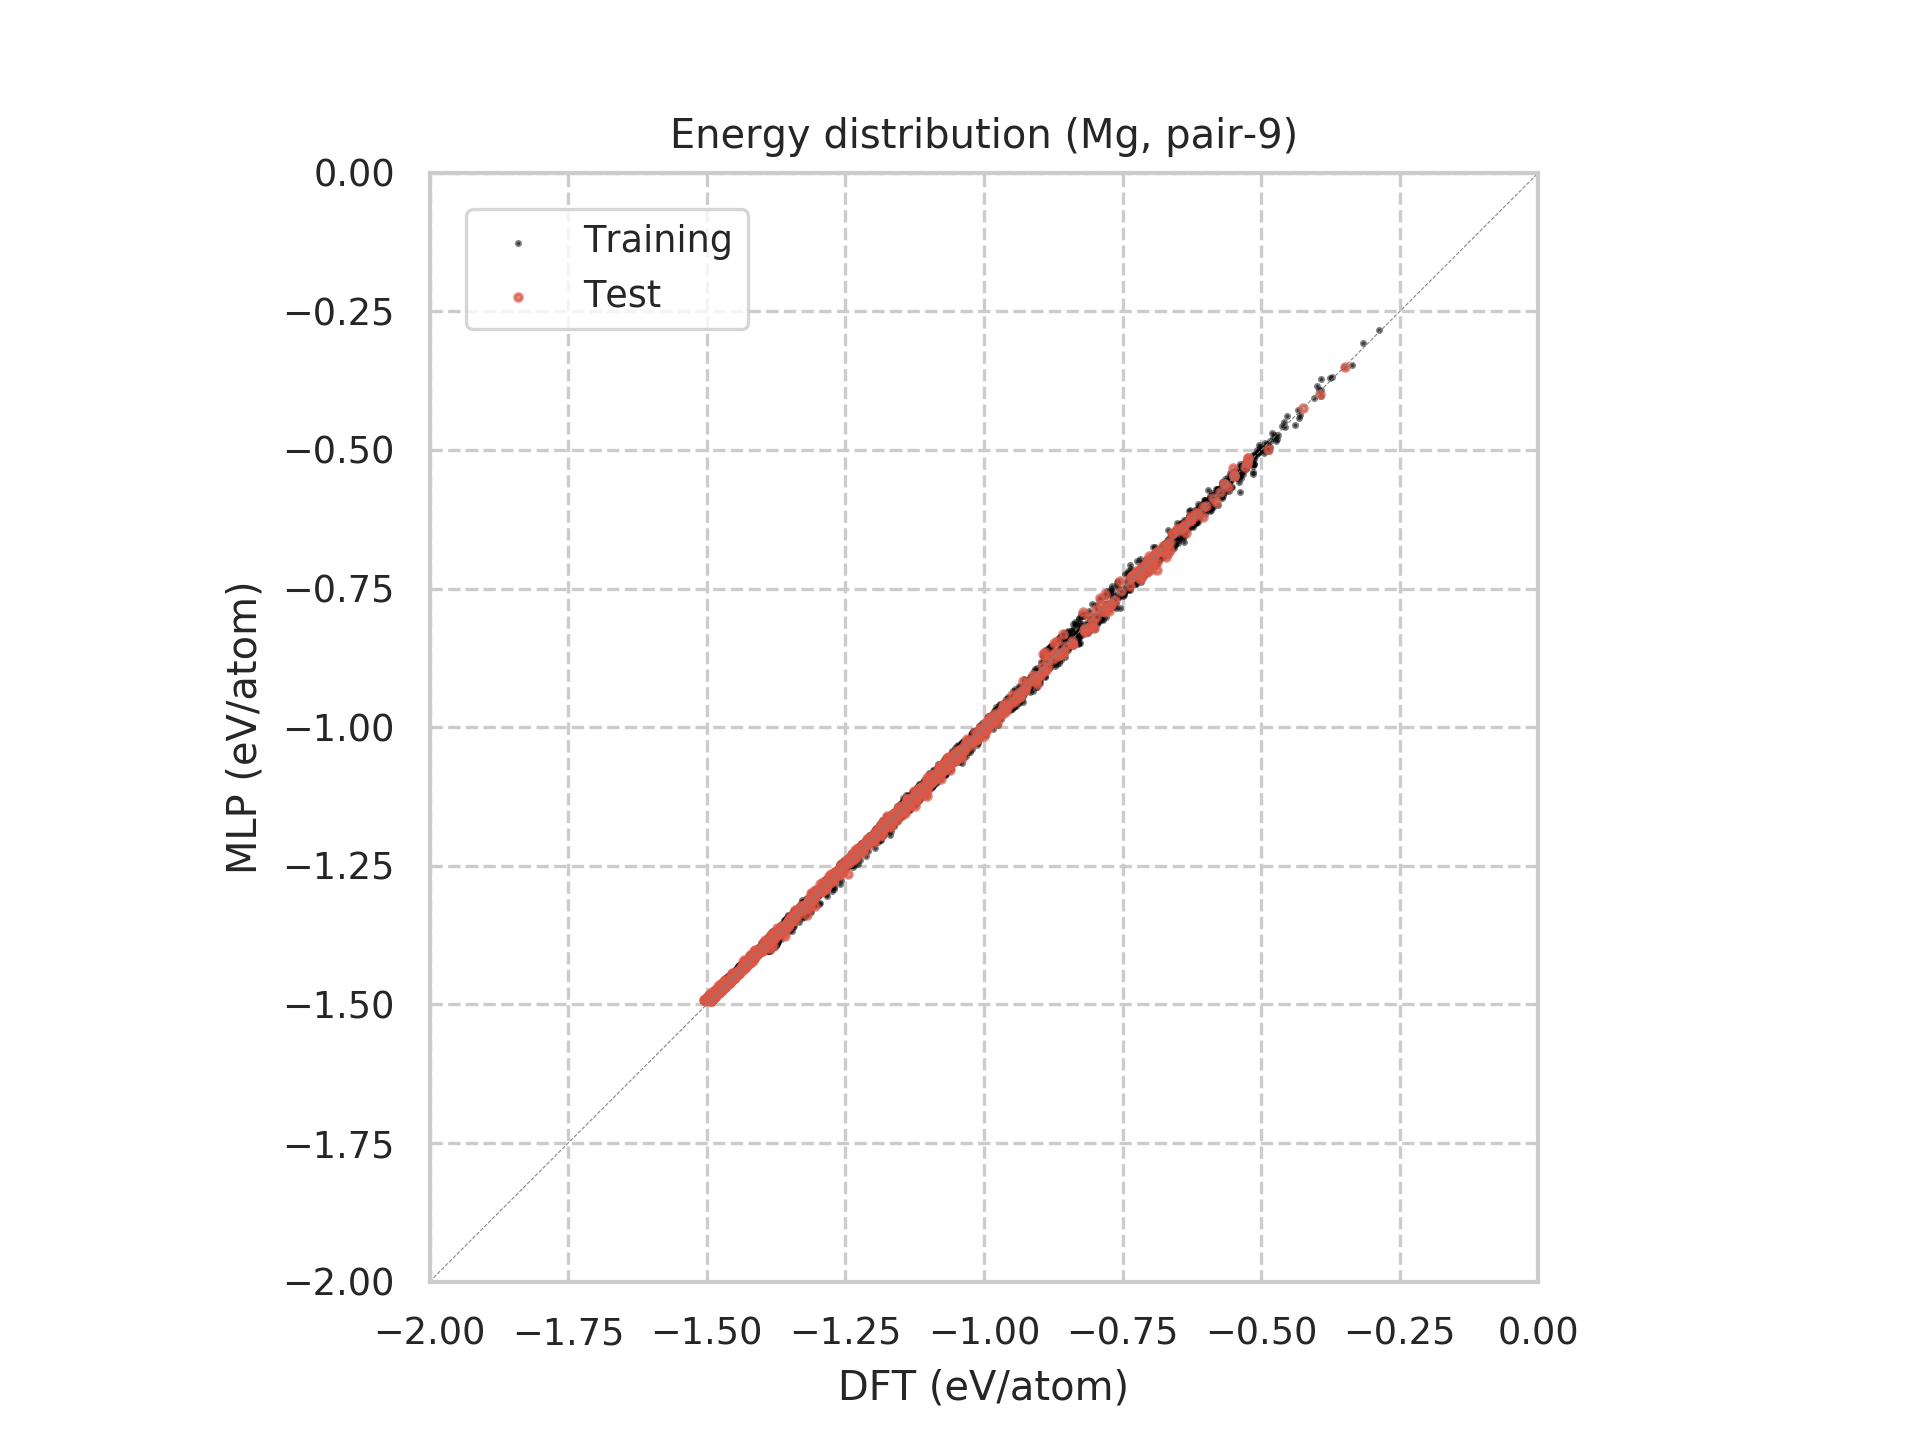 Energy distribution (Mg, pair-9)
0.00
−0.25
−0.50
−0.75
−1.00
−1.25
−1.50
−1.75
−2.00
MLP (eV/atom)
Training
Test
−2.00 −1.75 −1.50 −1.25 −1.00 −0.75 −0.50 −0.25 0.00
DFT (eV/atom)